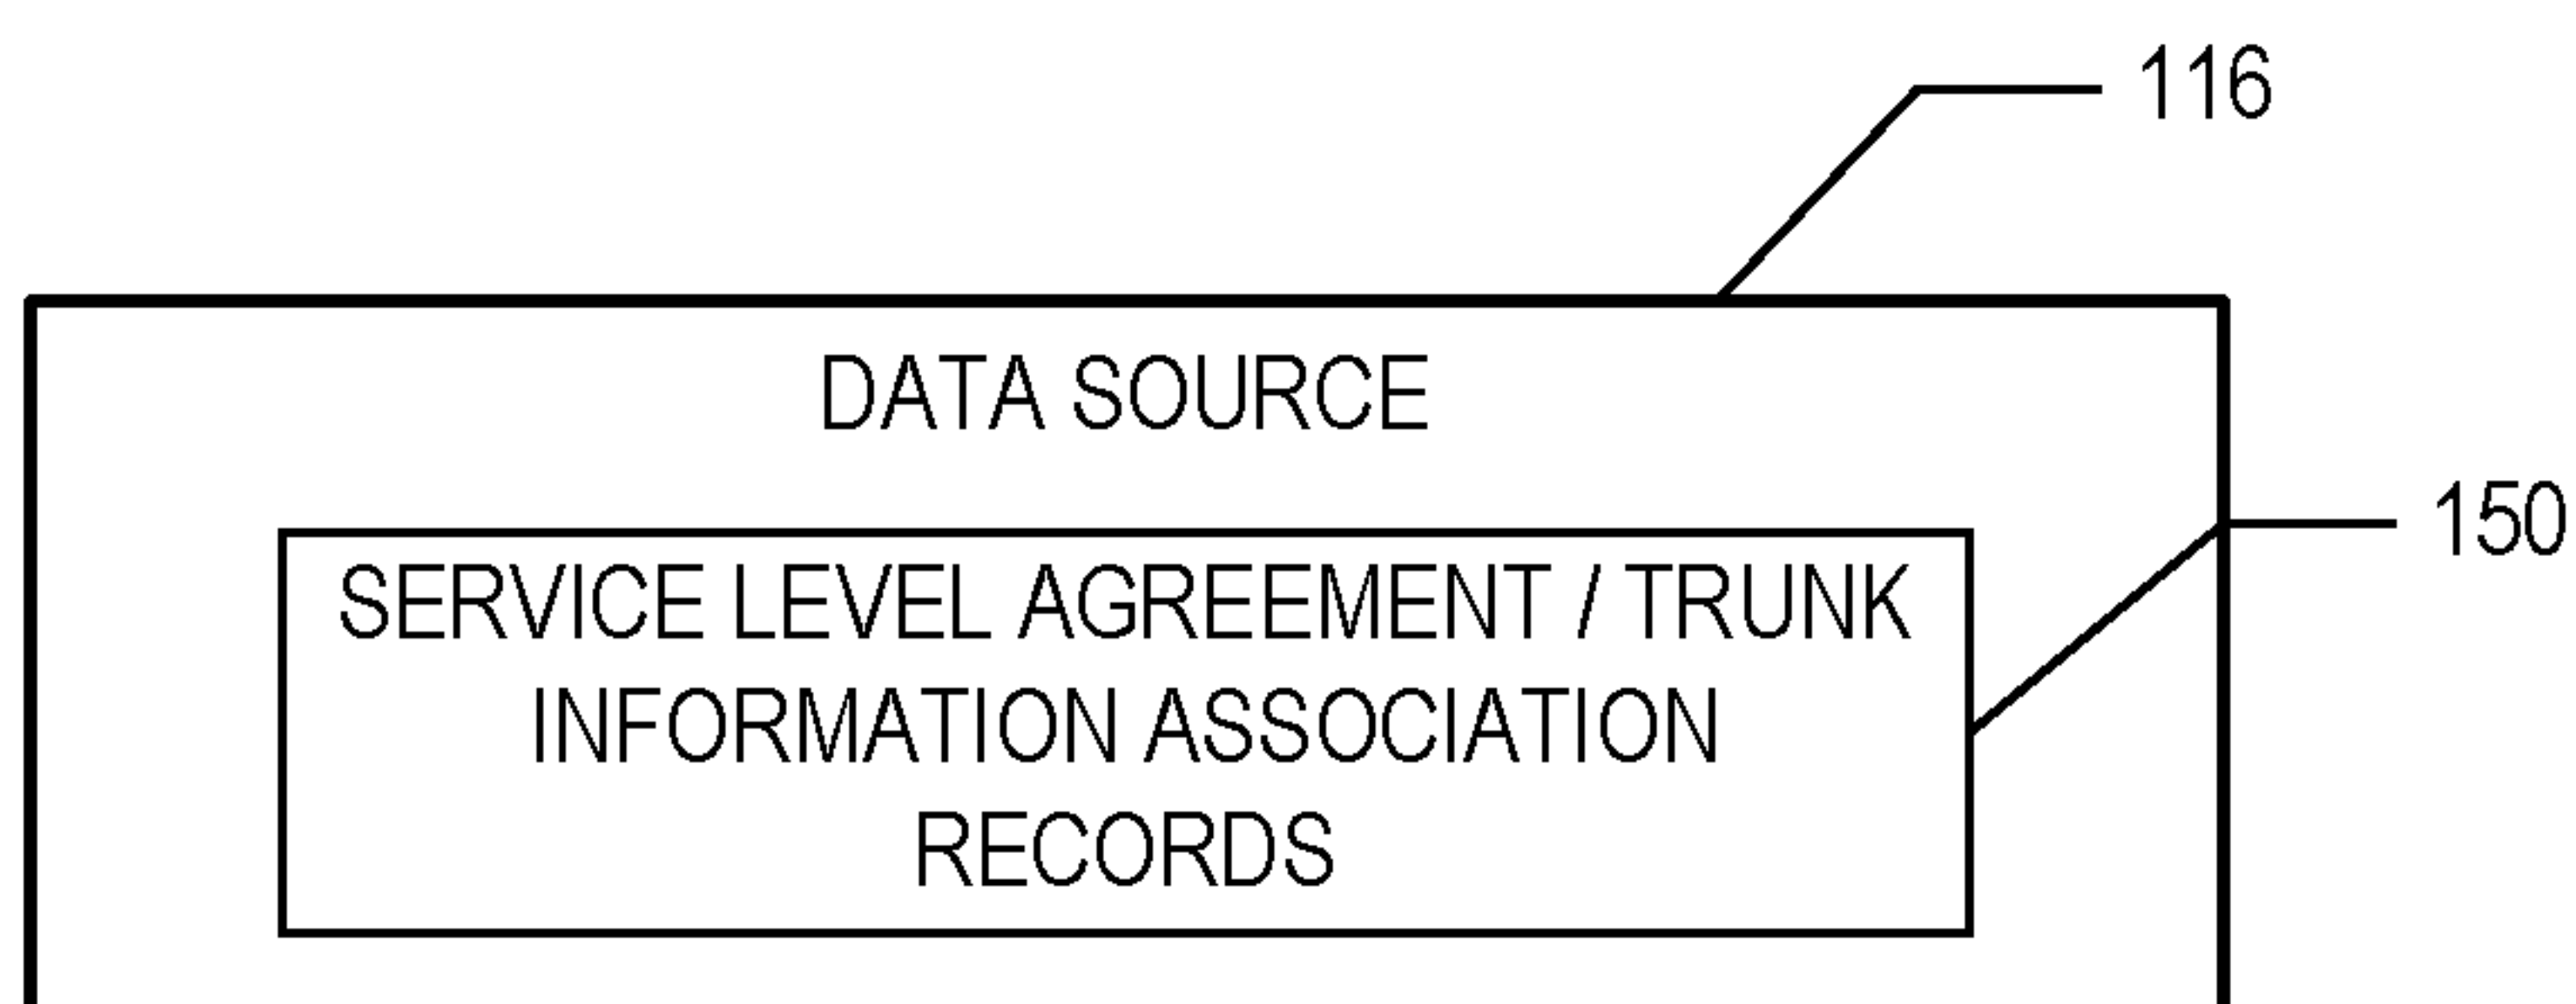 116
DATA SOURCE
150
SERVICE LEVEL AGREEMENT / TRUNK
INFORMATION ASSOCIATION
RECORDS